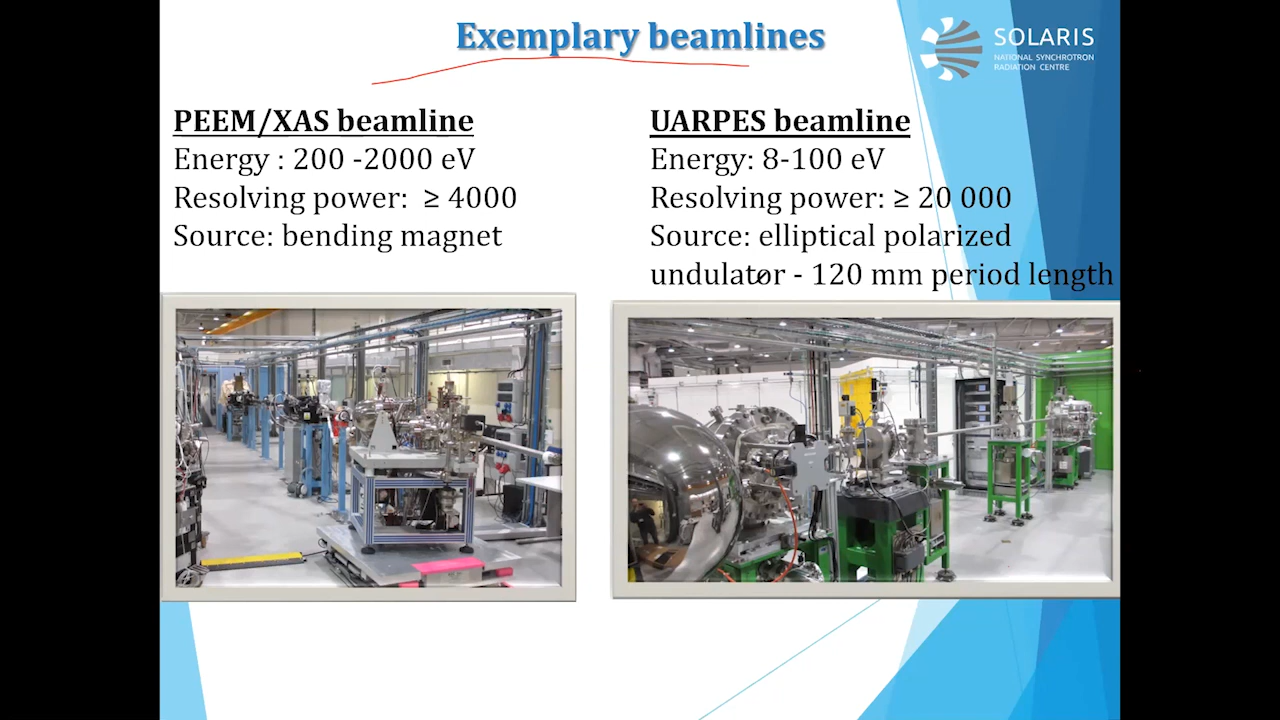 Exemplary beamlines
SOLARIS
NATIONAL SYNCHROTRON
RADIATION CENTRE
PEEM/XAS beamline
Energy : 200 -2000 eV
Resolving power:  ≥ 4000
Source: bending magnet
UARPES beamline
Energy: 8-100 eV
Resolving power: ≥ 20 000
Source: elliptical polarized
undulator - 120 mm period length